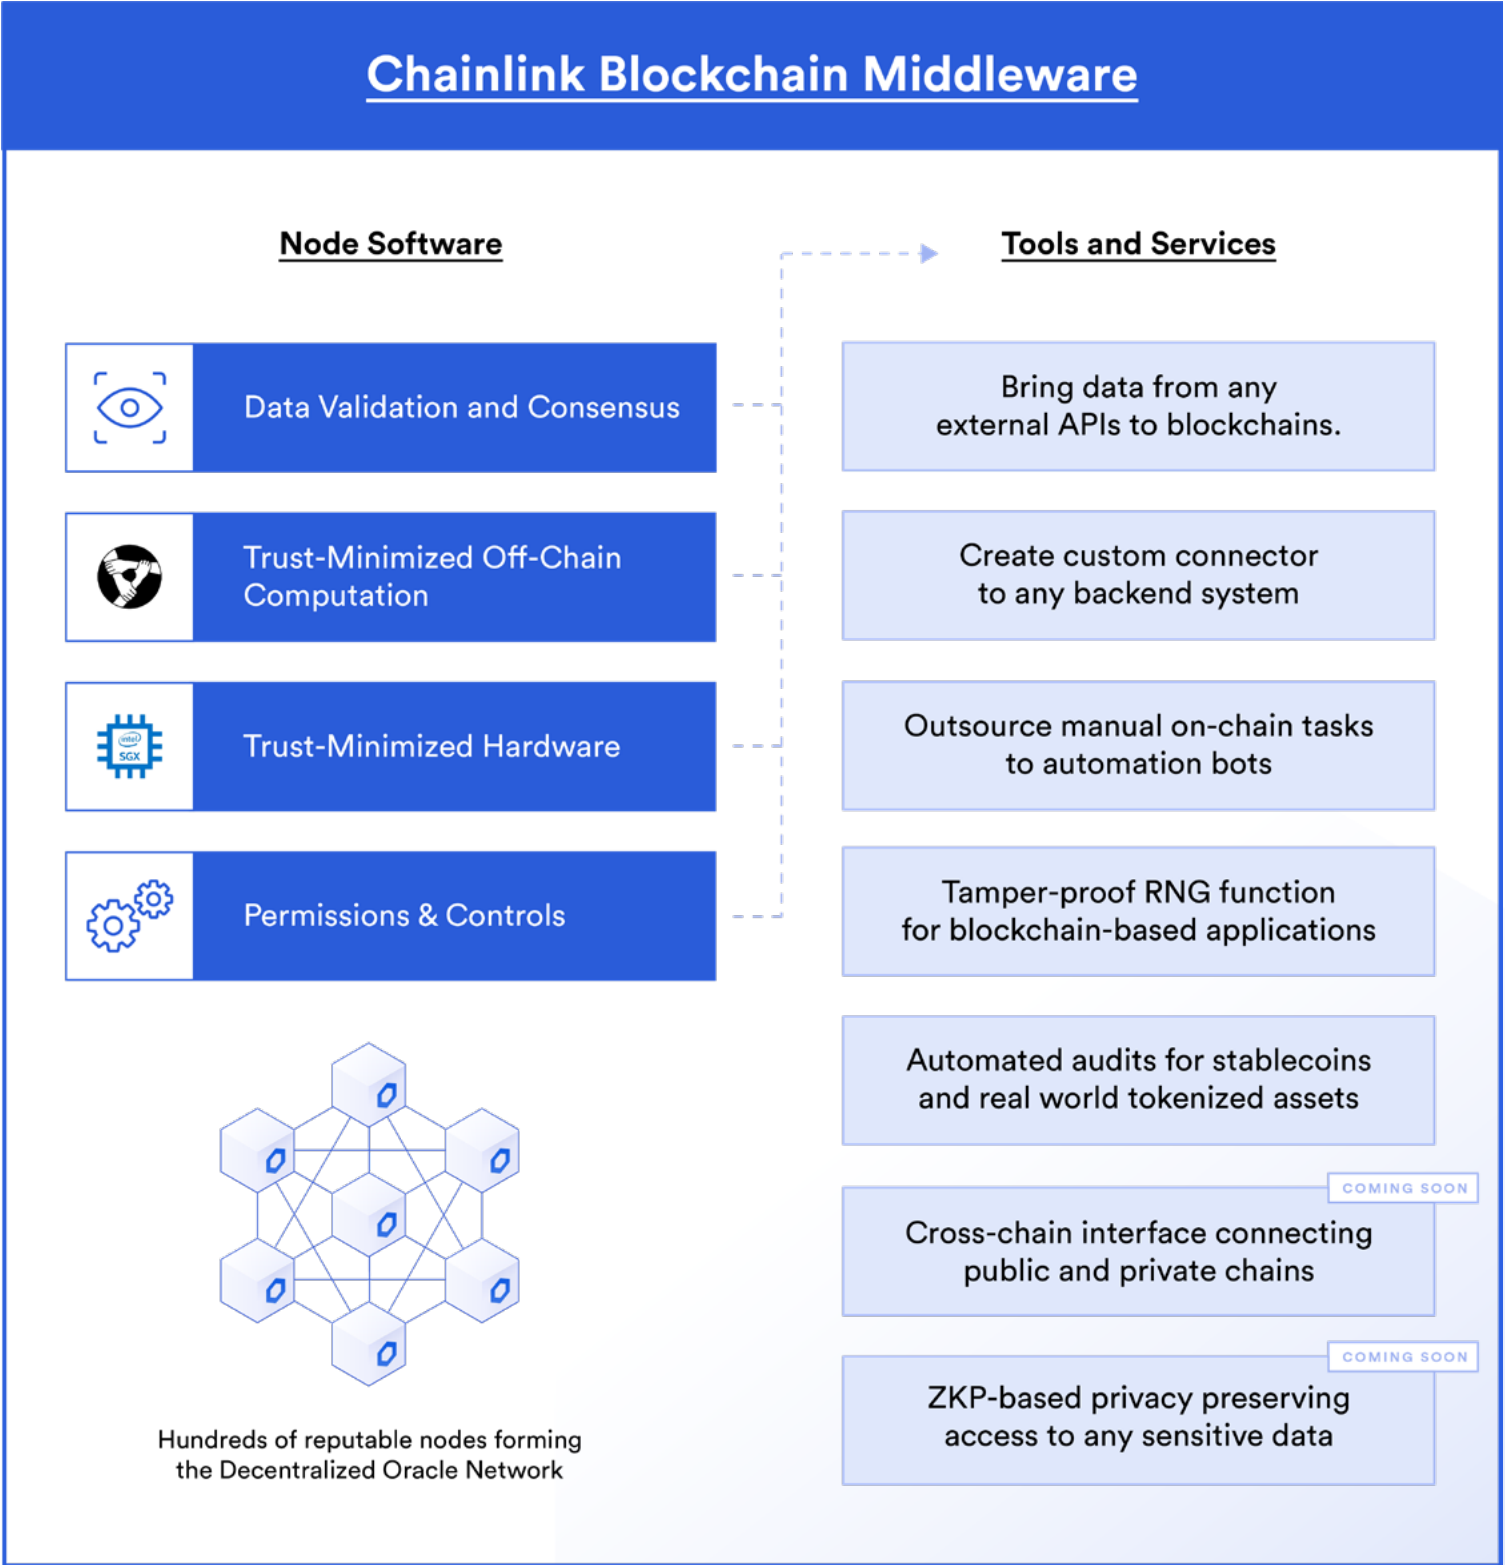 Chainlink Blockchain Middleware
Node Software
Data Validation and Consensus
Trust-Minimized Off-Chain
Computation
intel
SGX
Trust-Minimized Hardware
Permissions & Controls
Hundreds of reputable nodes forming
the Decentralized Oracle Network
Tools and Services
Bring data from any
external APIs to blockchains.
Create custom connector
to any backend system
Outsource manual on-chain tasks
to automation bots
Tamper-proof RNG function
for blockchain-based applications
Automated audits for stablecoins
and real world tokenized assets
COMING SOON
Cross-chain interface connecting
public and private chains
COMING SOON
ZKP-based privacy preserving
access to any sensitive data